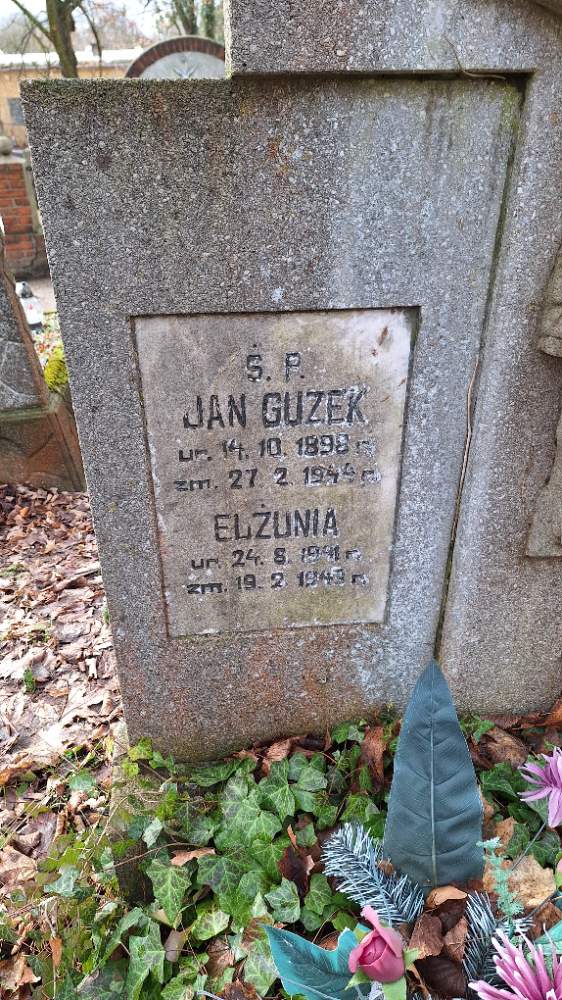 Ś. P.
JAN GUZEK
ur. 14. 10. 1898 r.
zm. 27. 2. 1944 r.
ELŻUNIA
ur. 24. 8. 1941 r.
zm. 19. 2. 1943 r.